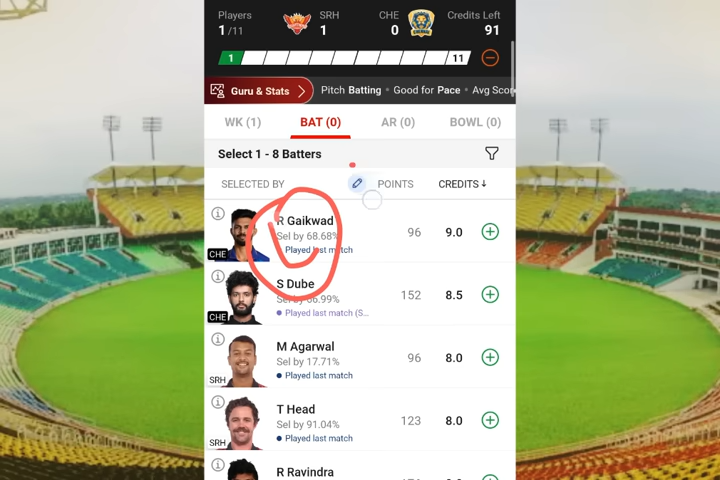 Players
SRH
CHE
Credits Left
1/11
1
0
91
1
11
Guru & Stats
Pitch Batting • Good for Pace • Avg Scor
WK (1)
BAT (0)
AR (0)
BOWL (0)
Select 1 - 8 Batters
SELECTED BY
POINTS
CREDITS↓
R Gaikwad
Sel by 68.68%
Played last match
96
9.0
CHE
S Dube
Sel by 66.99%
Played last match (S...
152
8.5
CHE
M Agarwal
Sel by 17.71%
Played last match
96
8.0
SRH
T Head
Sel by 91.04%
Played last match
123
8.0
SRH
R Ravindra